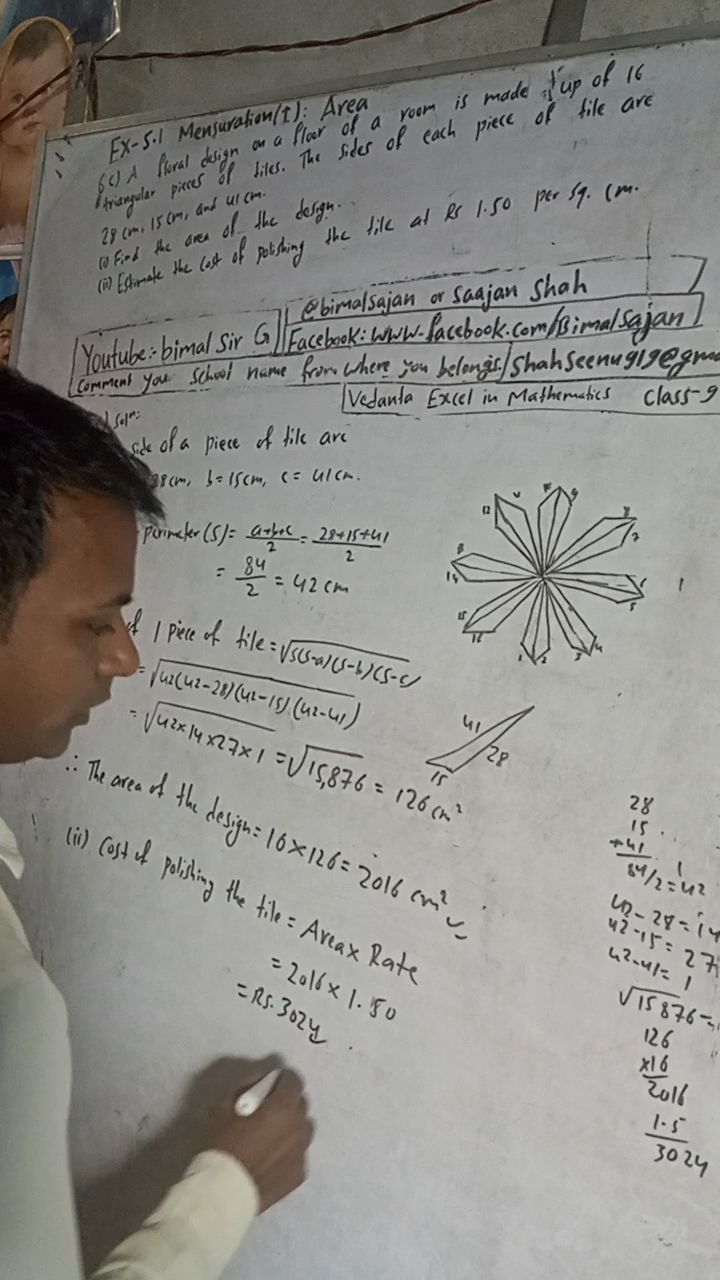 Ex-5.1 Mensuration(I): Area
6c) A floral design on a floor of a room is made up of 16
triangular pieces of tiles. The sides of each piece of tile are
28 cm, 15 cm, and 41 cm.
(i) Find the area of the design.
(ii) Estimate the cost of polishing the tile at Rs 1.50 per sq. cm.
@bimalsajan or Saajan Shah
Youtube:- bimal Sir G
Facebook: www.facebook.com/Bimalsajan
Comment your school name from where you belongs/Shahseenu919@gma
Vedanta Excel in Mathematics Class-9
Soln:
side of a piece of tile are
28cm, b=15cm, c=41cm.
perimeter (S)= a+b+c/2 = 28+15+41/2
= 84/2 = 42 cm
of 1 piece of tile = √s(s-a)(s-b)(s-c)
= √42(42-28)(42-15)(42-41)
= √42×14×27×1 = √15,876 = 126 cm²
∴ The area of the design = 16×126 = 2016 cm²
(ii) Cost of polishing the tile = Area x Rate
= 2016 × 1.50
= Rs. 3024
41
28
15
28
15
+41
84/2=42
42-28=14
42-15=27
42-41=1
√15876=
126
×16
2016
1.5
3024